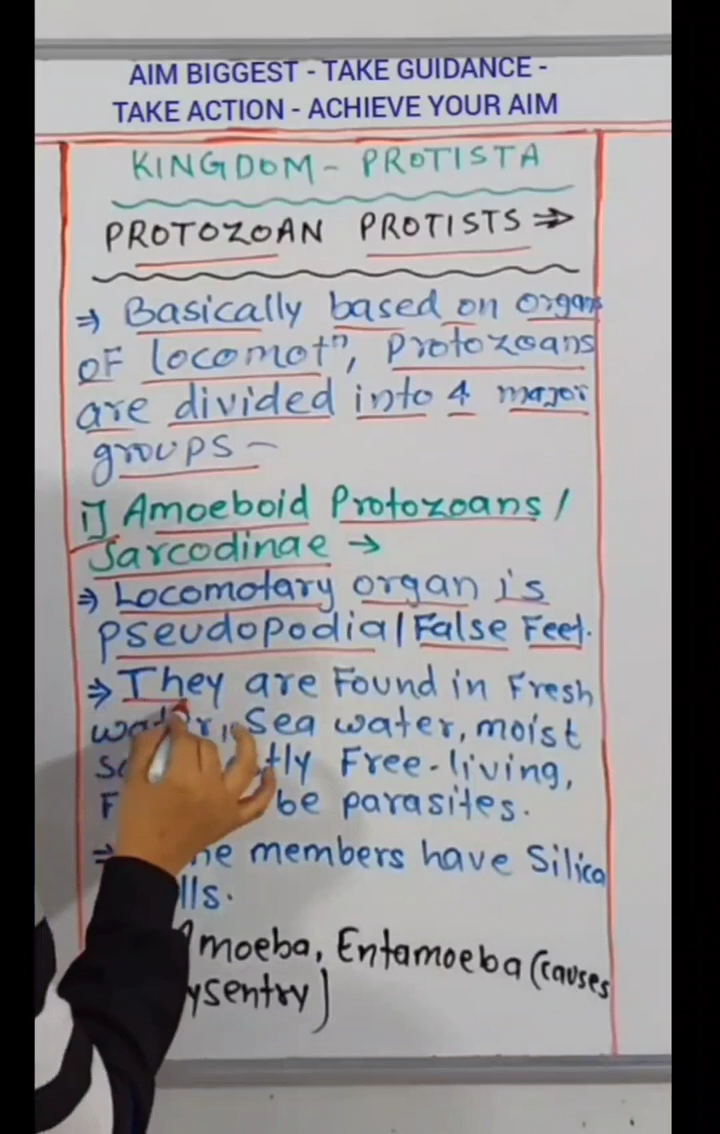 AIM BIGGEST - TAKE GUIDANCE -
TAKE ACTION - ACHIEVE YOUR AIM
KINGDOM - PROTISTA
PROTOZOAN PROTISTS ⇒
⇒ Basically based on organs
OF locomotⁿ, Protozoans
are divided into 4 major
groups -
i] Amoeboid Protozoans /
Sarcodinae →
⇒ Locomotary organ is
pseudopodia / False Feet.
⇒ They are Found in Fresh
water, Sea water, moist
Free-living,
be parasites.
⇒ members have Silica
Amoeba, Entamoeba (causes